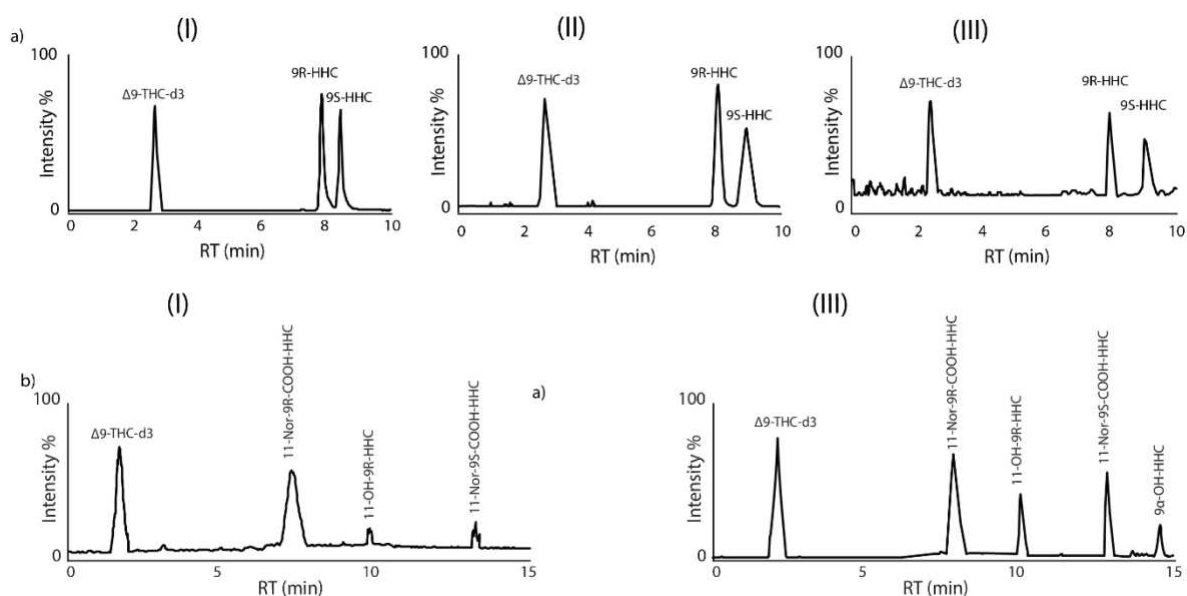 a)
(I)
100
Intensity %
0
Δ9-THC-d3
9R-HHC
9S-HHC
0 2 4 6 8 10
RT (min)
(II)
100
Intensity %
0
Δ9-THC-d3
9R-HHC
9S-HHC
0 2 4 6 8 10
RT (min)
(III)
100
Intensity %
0
Δ9-THC-d3
9R-HHC
9S-HHC
0 2 4 6 8 10
RT (min)
b)
(I)
100
Intensity %
0
Δ9-THC-d3
11-Nor-9R-COOH-HHC
11-OH-9R-HHC
11-Nor-9S-COOH-HHC
0 5 10 15
RT (min)
a)
(III)
100
Intensity %
0
Δ9-THC-d3
11-Nor-9R-COOH-HHC
11-OH-9R-HHC
11-Nor-9S-COOH-HHC
9α-OH-HHC
0 5 10 15
RT (min)